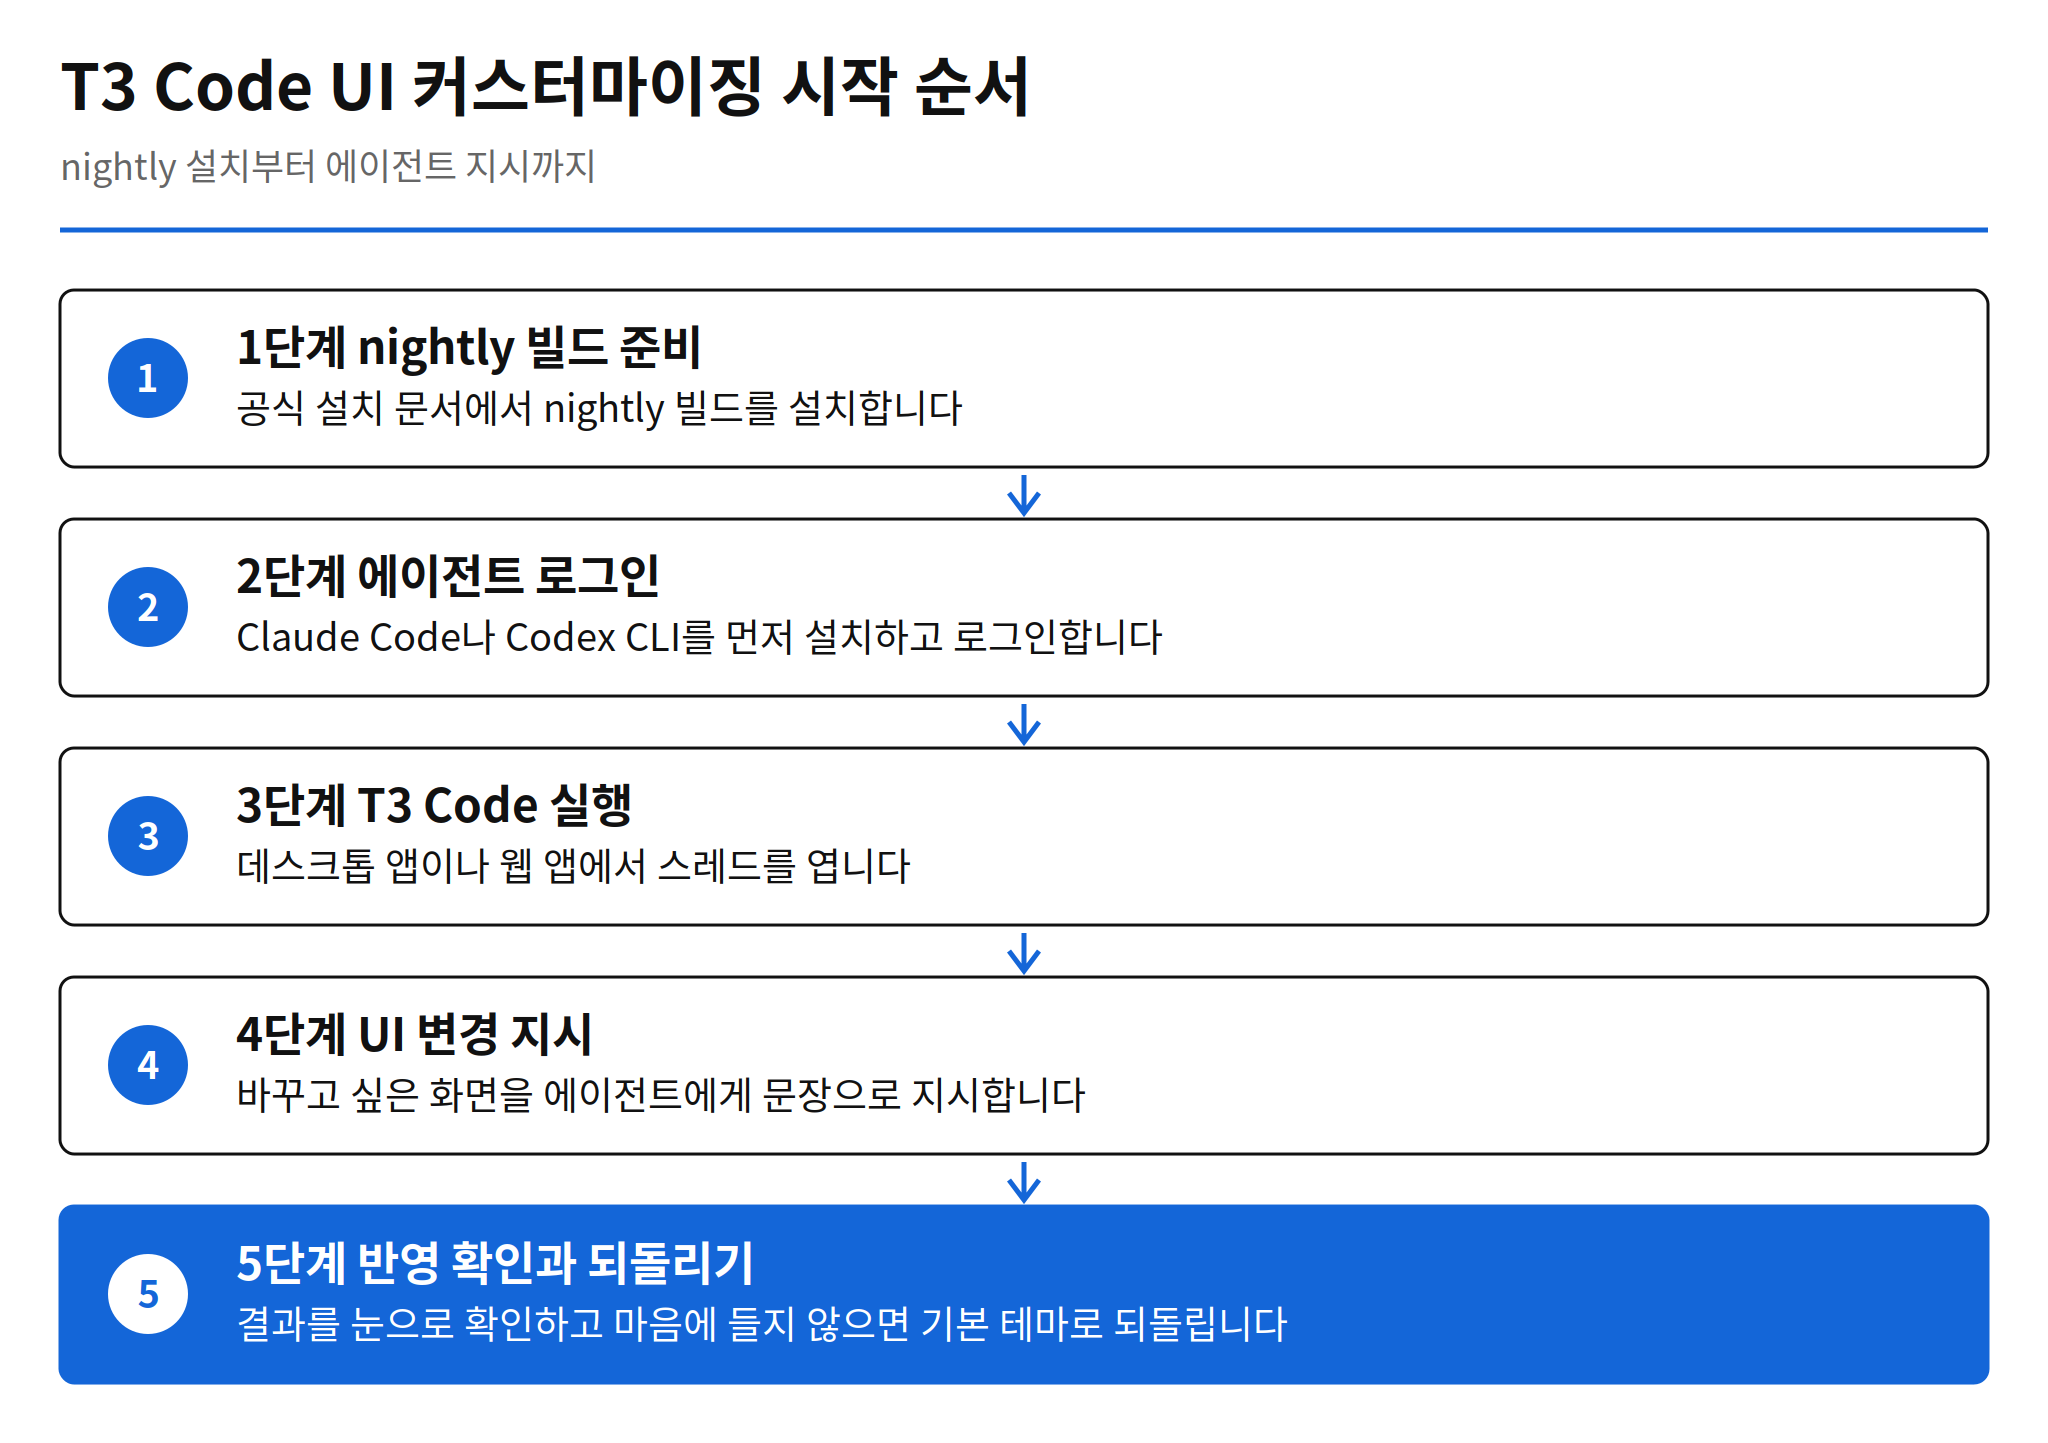 T3 Code UI 커스터마이징 시작 순서
nightly 설치부터 에이전트 지시까지
1
1단계 nightly 빌드 준비
공식 설치 문서에서 nightly 빌드를 설치합니다
2
2단계 에이전트 로그인
Claude Code나 Codex CLI를 먼저 설치하고 로그인합니다
3
3단계 T3 Code 실행
데스크톱 앱이나 웹 앱에서 스레드를 엽니다
4
4단계 UI 변경 지시
바꾸고 싶은 화면을 에이전트에게 문장으로 지시합니다
5
5단계 반영 확인과 되돌리기
결과를 눈으로 확인하고 마음에 들지 않으면 기본 테마로 되돌립니다